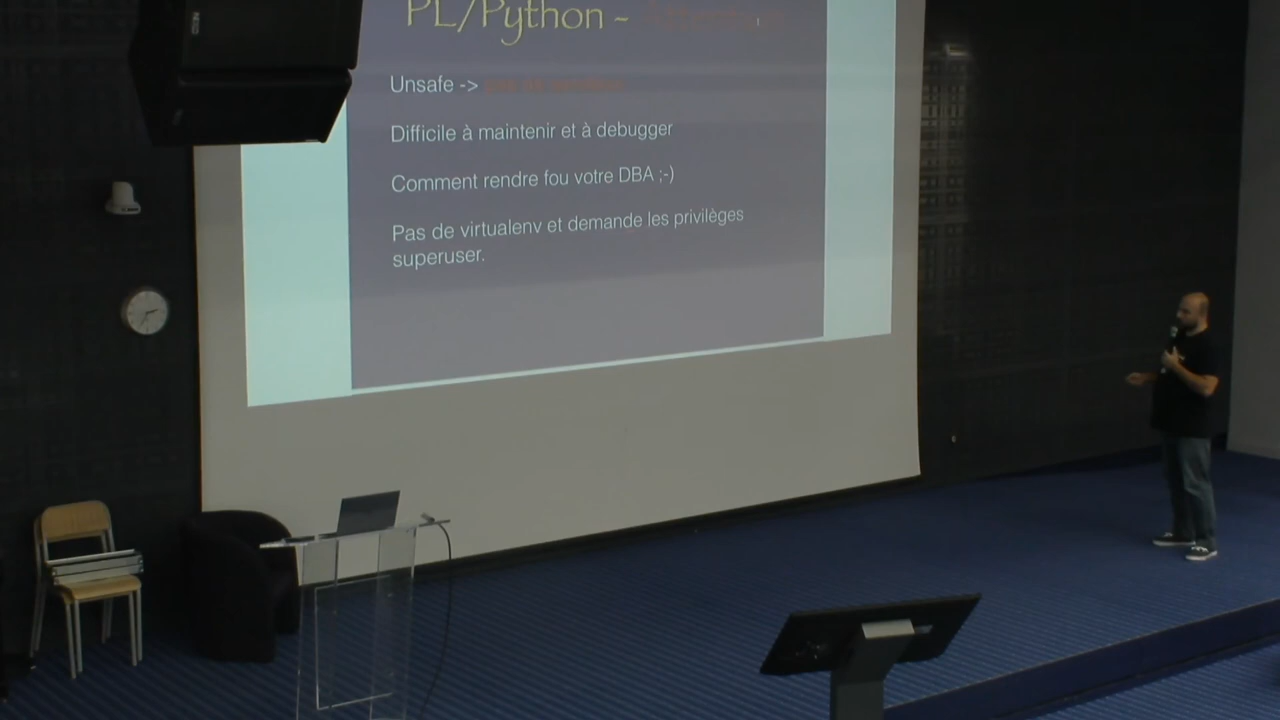 PL/Python ~
Unsafe ->
Difficile à maintenir et à debugger
Comment rendre fou votre DBA ;-)
Pas de virtualenv et demande les privilèges
superuser.